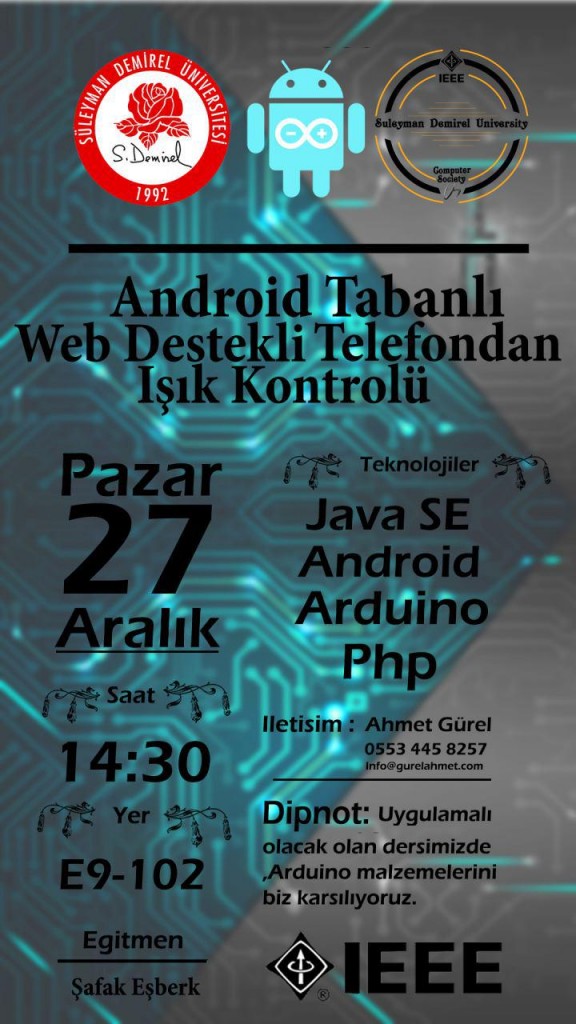 SÜLEYMAN DEMİREL ÜNİVERSİTESİ
S. Demirel
1992
IEEE
Suleyman Demirel University
Computer
Society
Android Tabanlı
Web Destekli Telefondan
Işık Kontrolü
Pazar
27
Aralık
Saat
14:30
Yer
E9-102
Egitmen
Şafak Eşberk
Teknolojiler
Java SE
Android
Arduino
Php
Iletisim : Ahmet Gürel
0553 445 8257
Info@gurelahmet.com
Dipnot: Uygulamalı
olacak olan dersimizde
,Arduino malzemelerini
biz karsılıyoruz.
® IEEE